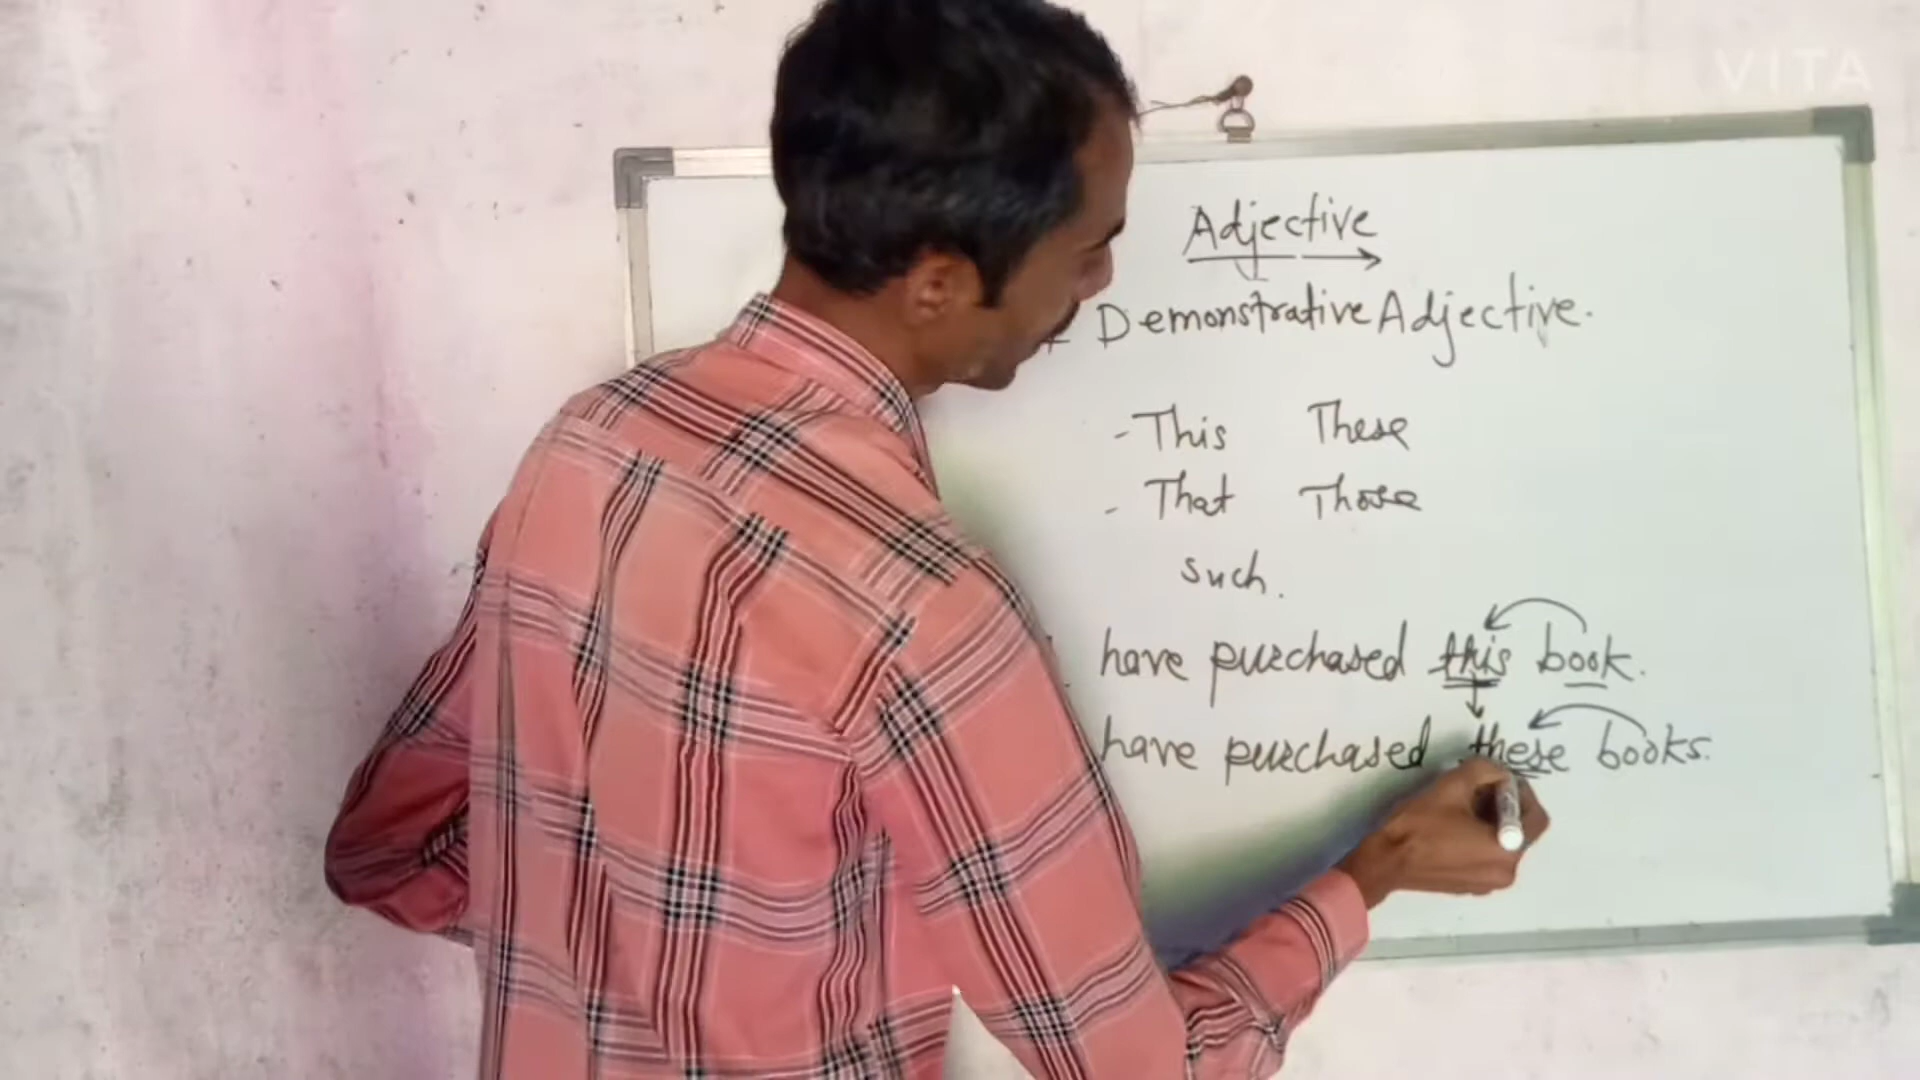 VITA
Adjective
Demonstrative Adjective.
- This These
- That Those
such.
have purchased this book.
have purchased these books.